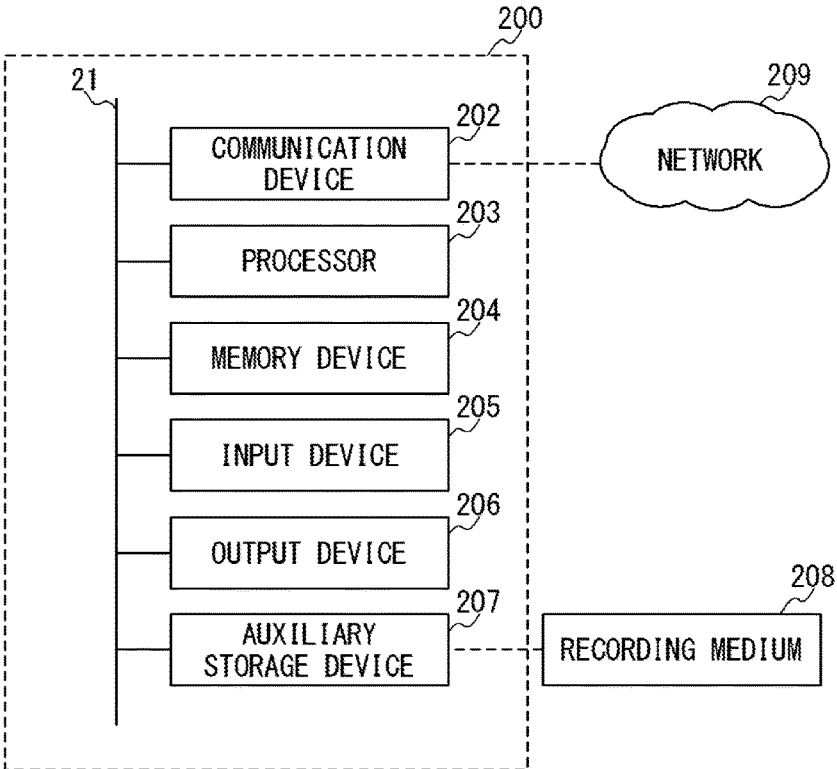 200
21
209
202
COMMUNICATION
DEVICE
NETWORK
203
PROCESSOR
204
MEMORY DEVICE
205
INPUT DEVICE
206
OUTPUT DEVICE
207
AUXILIARY
STORAGE DEVICE
208
RECORDING MEDIUM